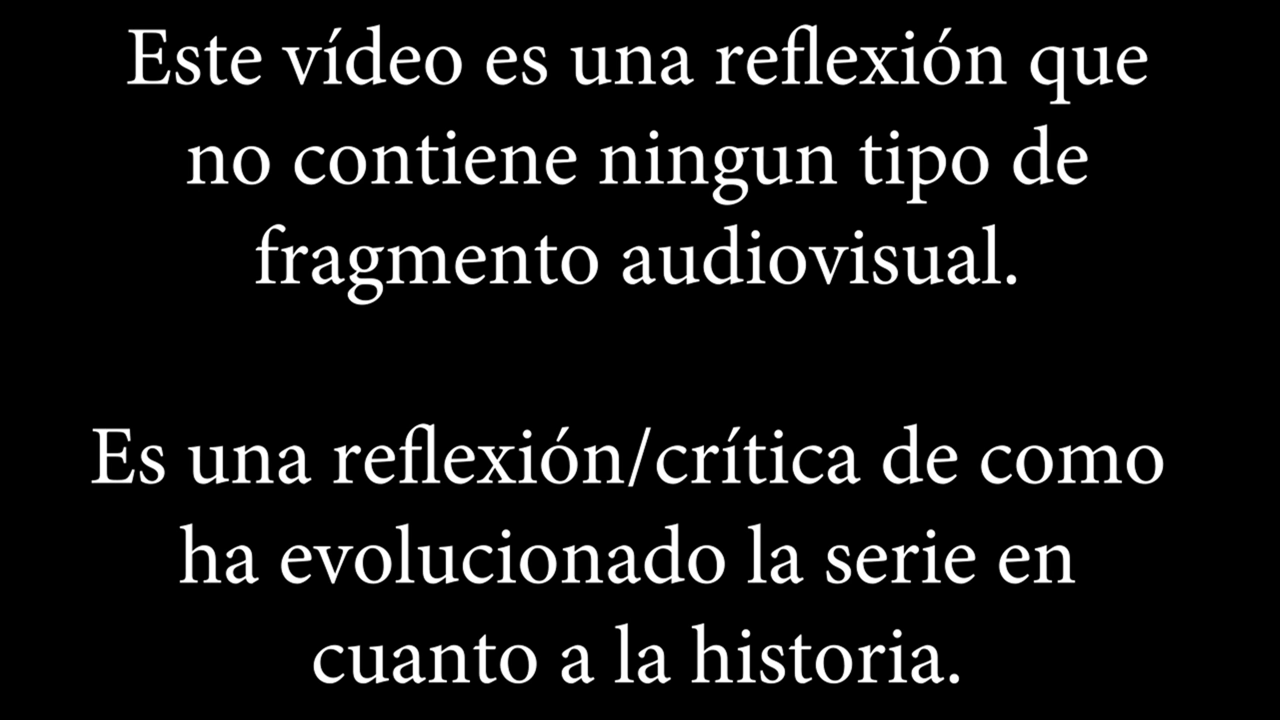 Este vídeo es una reflexión que
no contiene ningun tipo de
fragmento audiovisual.
Es una reflexión/crítica de como
ha evolucionado la serie en
cuanto a la historia.